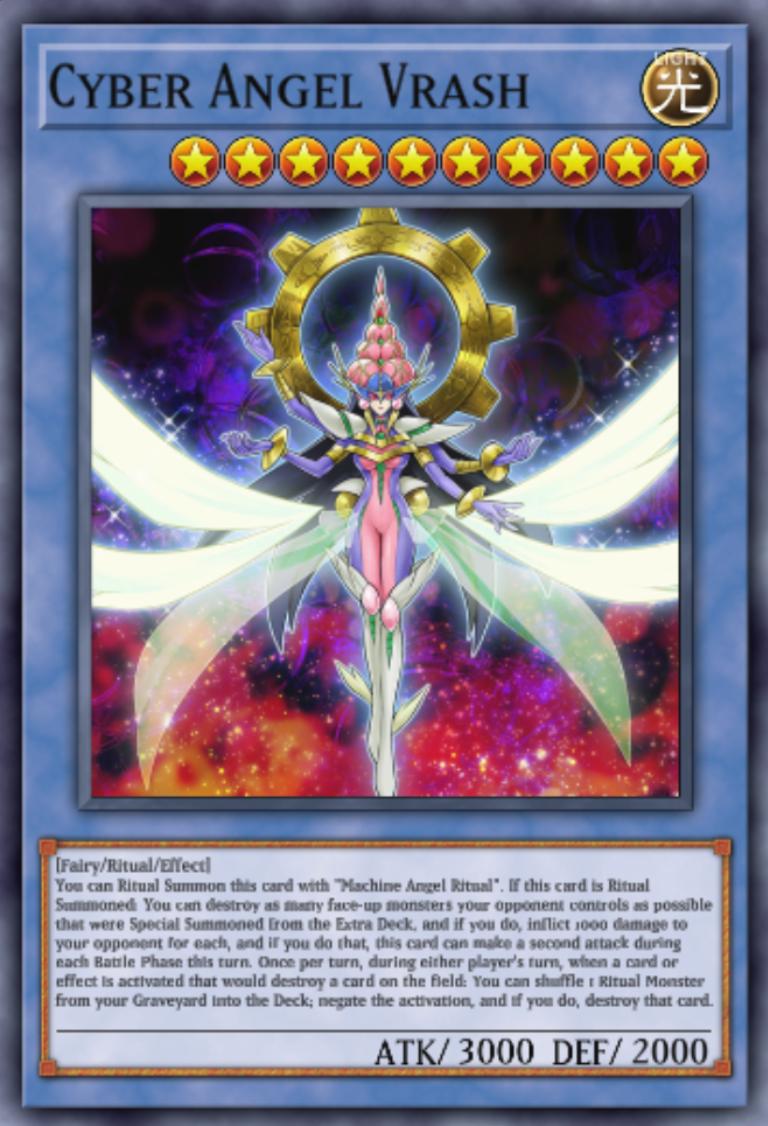 CYBER ANGEL VRASH
LIGHT
光
[Fairy/Ritual/Effect]
You can Ritual Summon this card with "Machine Angel Ritual". If this card is Ritual
Summoned: You can destroy as many face-up monsters your opponent controls as possible
that were Special Summoned from the Extra Deck, and if you do, inflict 1000 damage to
your opponent for each, and if you do that, this card can make a second attack during
each Battle Phase this turn. Once per turn, during either player's turn, when a card or
effect is activated that would destroy a card on the field: You can shuffle 1 Ritual Monster
from your Graveyard into the Deck; negate the activation, and if you do, destroy that card.
ATK/ 3000 DEF/ 2000